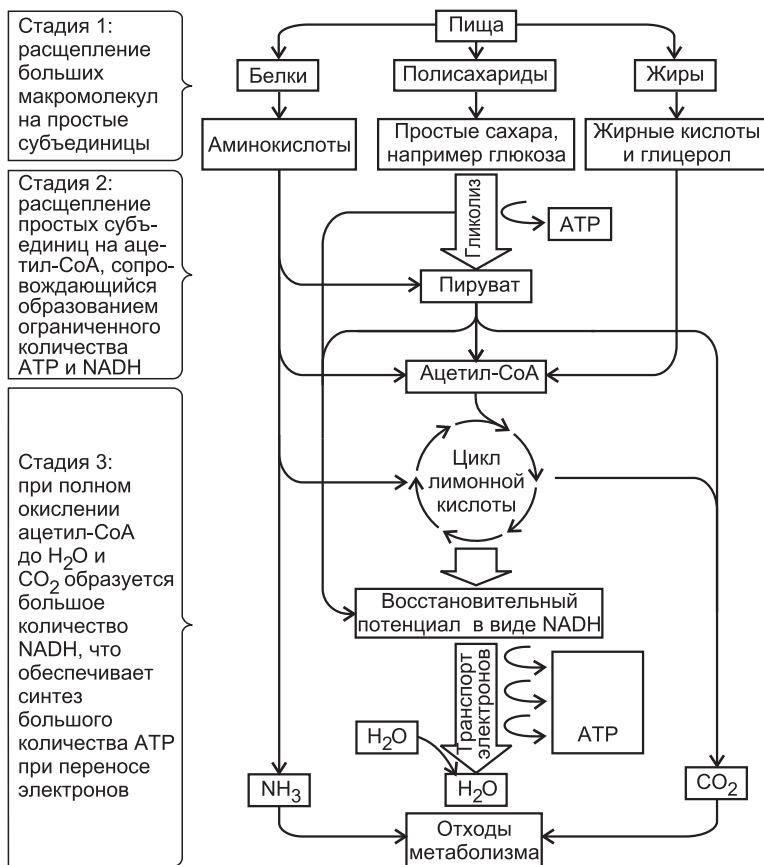 Стадия 1:
расщепление
больших
макромолекул
на простые
субъединицы
Стадия 2:
расщепление
простых субъ-
единиц на аце-
тил-CoA, сопро-
вождающийся
образованием
ограниченного
количества
ATP и NADH
Стадия 3:
при полном
окислении
ацетил-CoA
до H2O и
CO2 образуется
большое
количество
NADH, что
обеспечивает
синтез
большого
количества ATP
при переносе
электронов
Пища
Белки
Полисахариды
Жиры
Аминокислоты
Простые сахара,
например глюкоза
Жирные кислоты
и глицерол
Гликолиз
ATP
Пируват
Ацетил-CoA
Цикл
лимонной
кислоты
Восстановительный
потенциал в виде NADH
Транспорт
электронов
ATP
H2O
NH3
H2O
CO2
Отходы
метаболизма